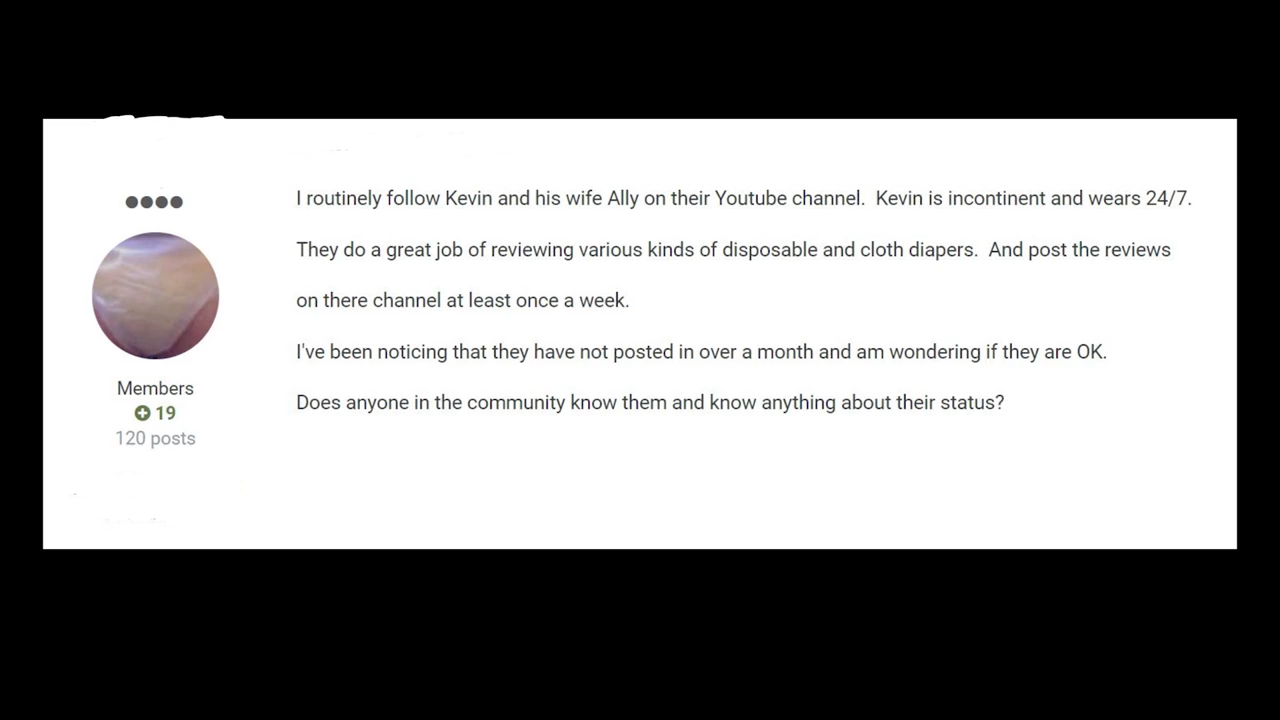 I routinely follow Kevin and his wife Ally on their Youtube channel.  Kevin is incontinent and wears 24/7.
They do a great job of reviewing various kinds of disposable and cloth diapers.  And post the reviews
on there channel at least once a week.
I've been noticing that they have not posted in over a month and am wondering if they are OK.
Does anyone in the community know them and know anything about their status?
Members
19
120 posts